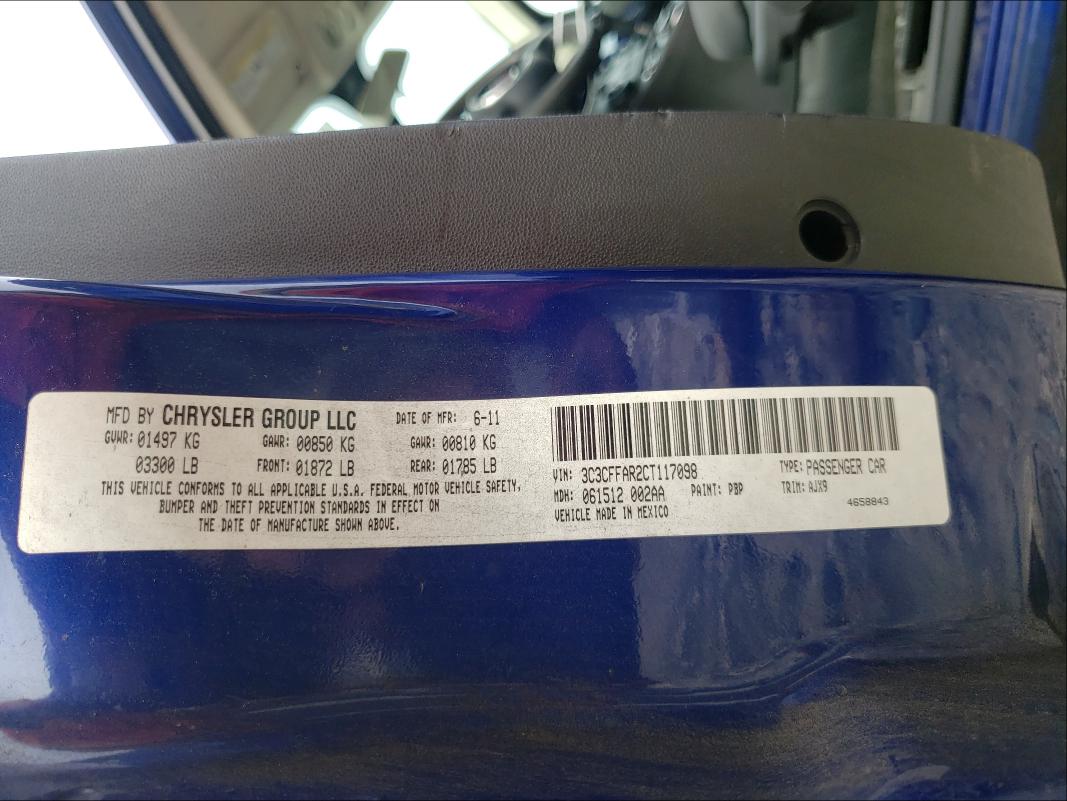 MFD BY CHRYSLER GROUP LLC DATE OF MFR: 6-11
GVWR: 01497 KG GAWR: 00850 KG GAWR: 00810 KG
03300 LB FRONT: 01872 LB REAR: 01785 LB
THIS VEHICLE CONFORMS TO ALL APPLICABLE U.S.A. FEDERAL MOTOR VEHICLE SAFETY,
BUMPER AND THEFT PREVENTION STANDARDS IN EFFECT ON
THE DATE OF MANUFACTURE SHOWN ABOVE.
VIN: 3C3CFFAR2CT117098 TYPE: PASSENGER CAR
MDH: 061512 002AA PAINT: PBP TRIM: AJX9
VEHICLE MADE IN MEXICO 4658843